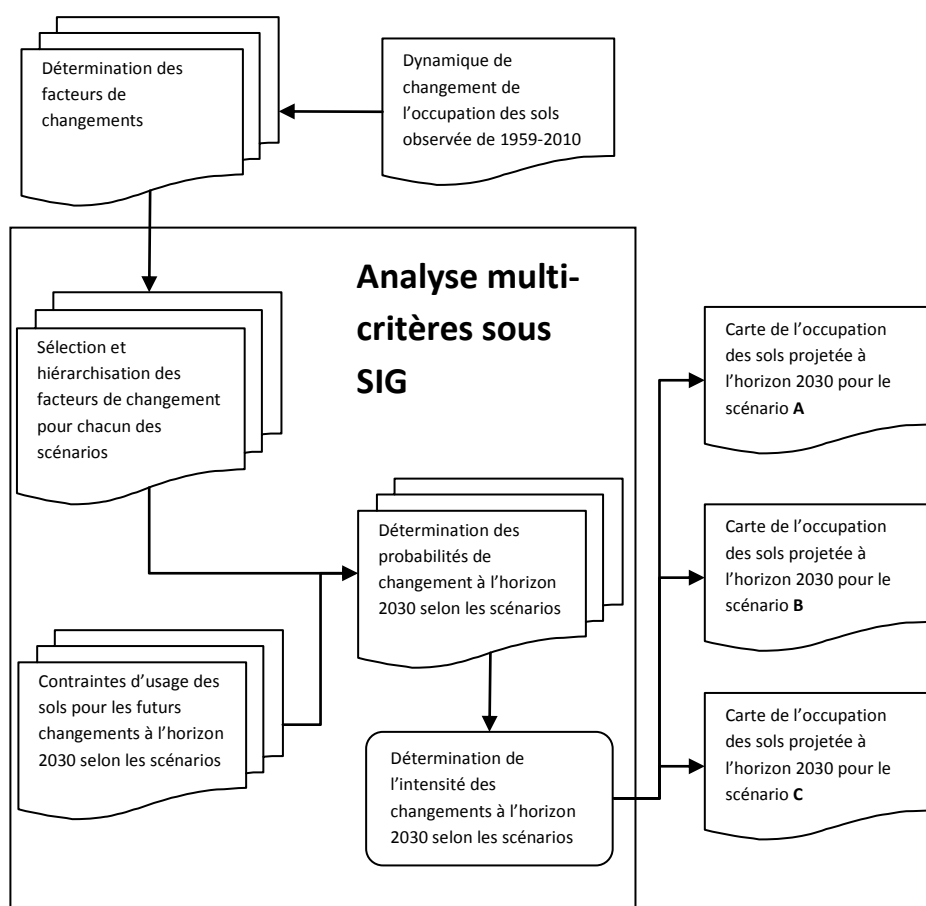 Détermination des
facteurs de
changements
Dynamique de
changement de
l'occupation des sols
observée de 1959-2010
Analyse multi-
critères sous
SIG
Sélection et
hiérarchisation des
facteurs de changement
pour chacun des
scénarios
Contraintes d'usage des
sols pour les futurs
changements à l'horizon
2030 selon les scénarios
Détermination des
probabilités de
changement à l'horizon
2030 selon les scénarios
Détermination de
l'intensité des
changements à l'horizon
2030 selon les scénarios
Carte de l'occupation
des sols projetée à
l'horizon 2030 pour le
scénario A
Carte de l'occupation
des sols projetée à
l'horizon 2030 pour le
scénario B
Carte de l'occupation
des sols projetée à
l'horizon 2030 pour le
scénario C